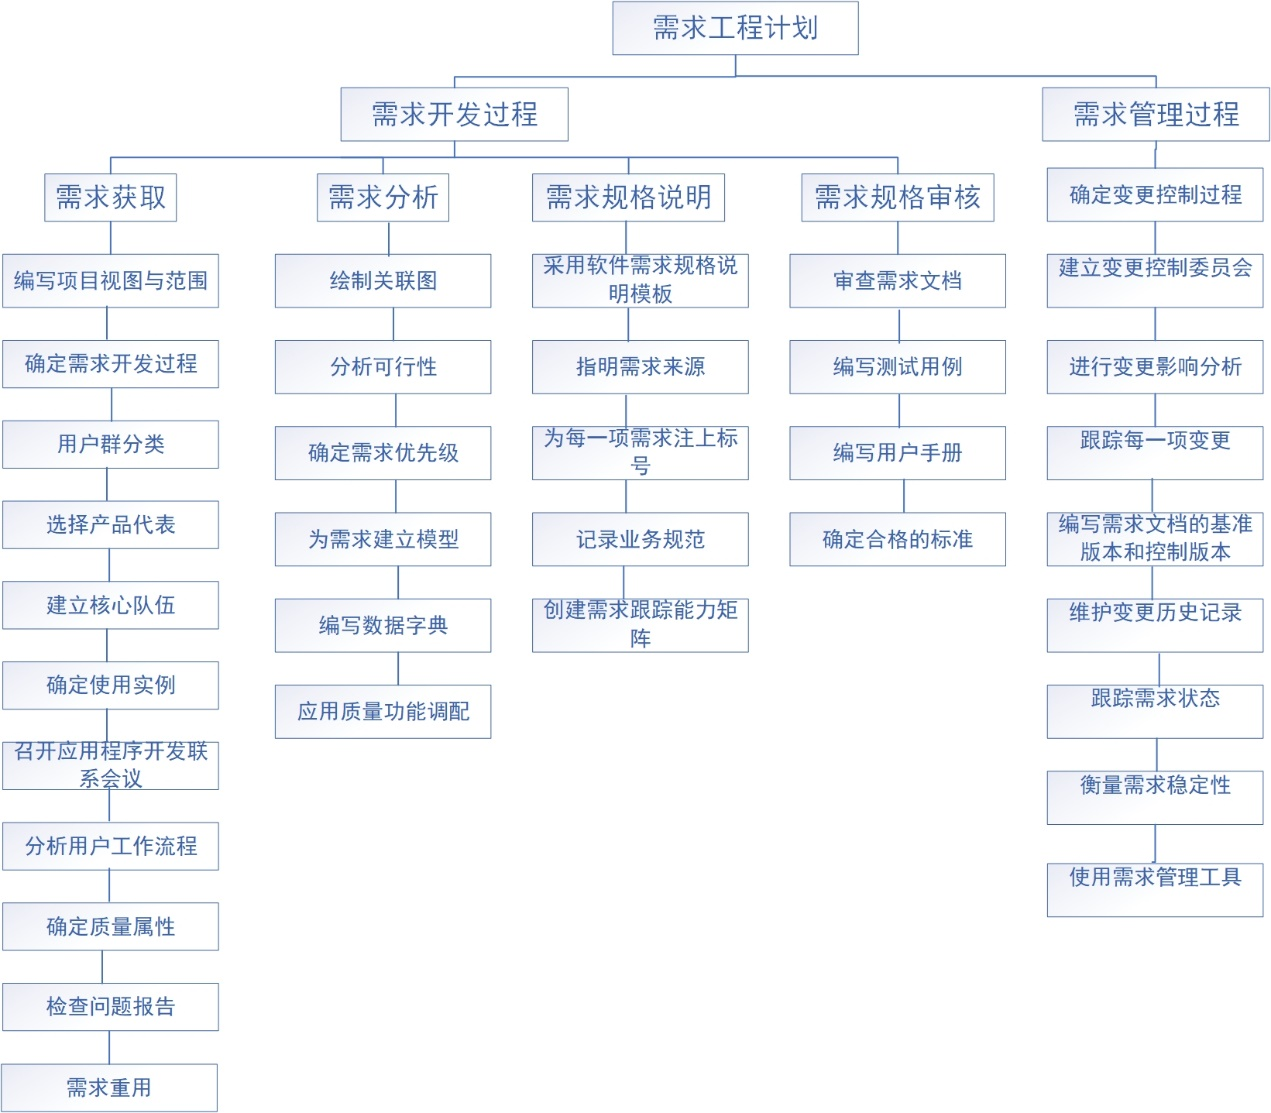 需求工程计划
需求开发过程
需求管理过程
需求获取
需求分析
需求规格说明
需求规格审核
编写项目视图与范围
确定需求开发过程
用户群分类
选择产品代表
建立核心队伍
确定使用实例
召开应用程序开发联
系会议
分析用户工作流程
确定质量属性
检查问题报告
需求重用
绘制关联图
分析可行性
确定需求优先级
为需求建立模型
编写数据字典
应用质量功能调配
采用软件需求规格说
明模板
指明需求来源
为每一项需求注上标
号
记录业务规范
创建需求跟踪能力矩
阵
审查需求文档
编写测试用例
编写用户手册
确定合格的标准
确定变更控制过程
建立变更控制委员会
进行变更影响分析
跟踪每一项变更
编写需求文档的基准
版本和控制版本
维护变更历史记录
跟踪需求状态
衡量需求稳定性
使用需求管理工具